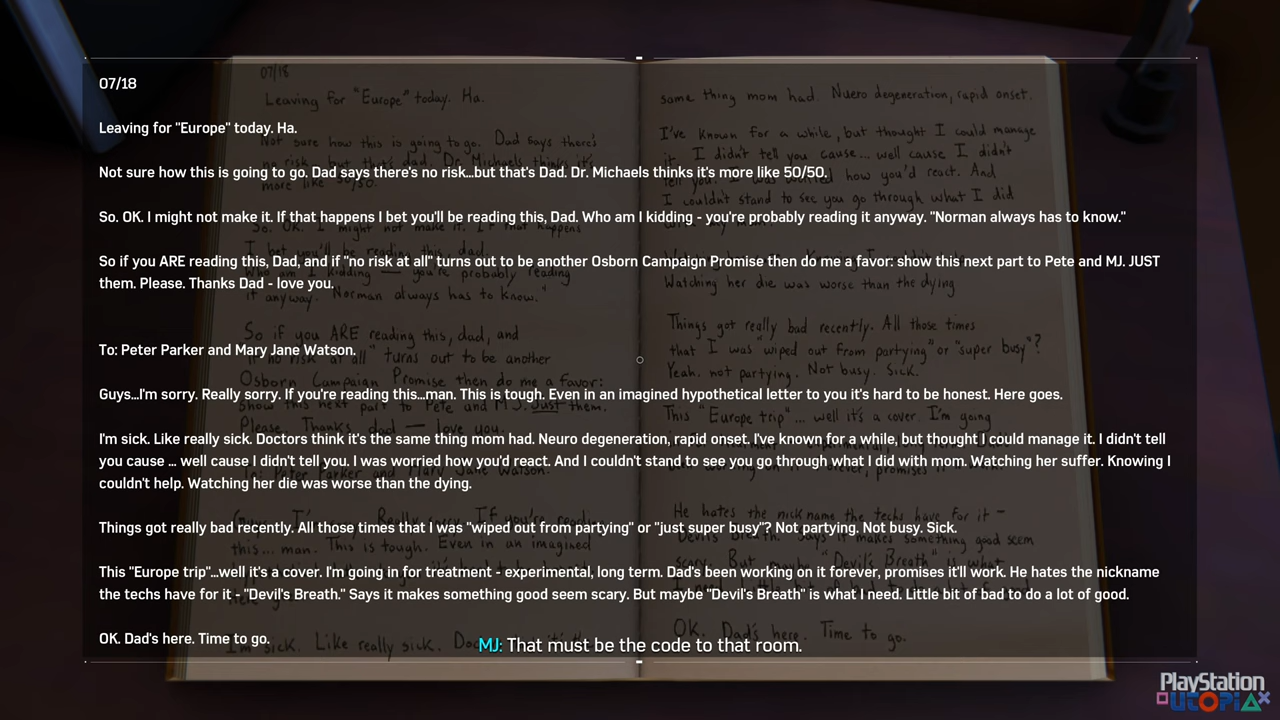 07/18
Leaving for "Europe" today. Ha.
Not sure how this is going to go. Dad says there's no risk...but that's Dad. Dr. Michaels thinks it's more like 50/50.
So. OK. I might not make it. If that happens I bet you'll be reading this, Dad. Who am I kidding - you're probably reading it anyway. "Norman always has to know."
So if you ARE reading this, Dad, and if "no risk at all" turns out to be another Osborn Campaign Promise then do me a favor: show this next part to Pete and MJ. JUST
them. Please. Thanks Dad - love you.
To: Peter Parker and Mary Jane Watson.
Guys...I'm sorry. Really sorry. If you're reading this...man. This is tough. Even in an imagined hypothetical letter to you it's hard to be honest. Here goes.
I'm sick. Like really sick. Doctors think it's the same thing mom had. Neuro degeneration, rapid onset. I've known for a while, but thought I could manage it. I didn't tell
you cause ... well cause I didn't tell you. I was worried how you'd react. And I couldn't stand to see you go through what I did with mom. Watching her suffer. Knowing I
couldn't help. Watching her die was worse than the dying.
Things got really bad recently. All those times that I was "wiped out from partying" or "just super busy"? Not partying. Not busy. Sick.
This "Europe trip"...well it's a cover. I'm going in for treatment - experimental, long term. Dad's been working on it forever, promises it'll work. He hates the nickname
the techs have for it - "Devil's Breath." Says it makes something good seem scary. But maybe "Devil's Breath" is what I need. Little bit of bad to do a lot of good.
OK. Dad's here. Time to go.
MJ: That must be the code to that room.
PlayStation
UTOPIA